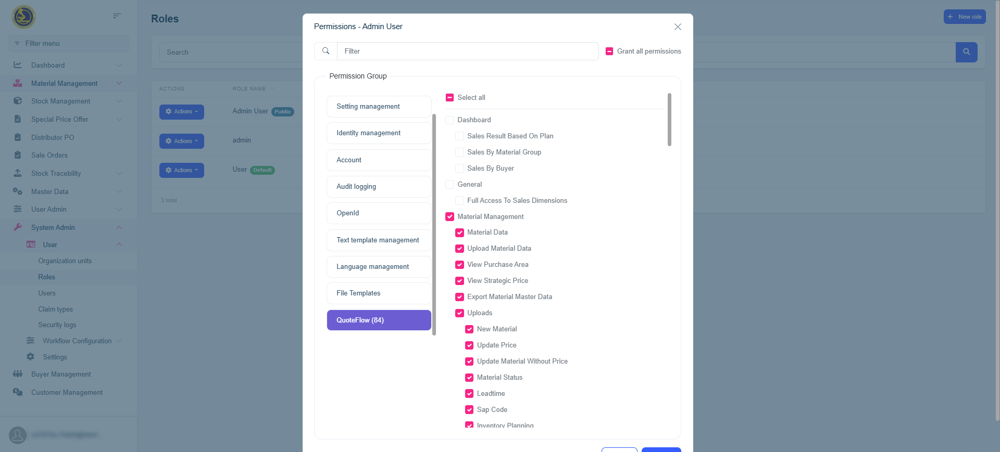 Filter menu
Dashboard
Material Management
Stock Management
Special Price Offer
Distributor PO
Sale Orders
Stock Tracebility
Master Data
User Admin
System Admin
User
Organization units
Roles
Users
Claim types
Security logs
Workflow Configuration
Settings
Buyer Management
Customer Management
Roles
New role
Search
ACTIONS
ROLE NAME
Actions
Admin User
Public
Actions
admin
Actions
User
Default
3 total
Permissions - Admin User
Filter
Grant all permissions
Permission Group
Setting management
Identity management
Account
Audit logging
OpenId
Text template management
Language management
File Templates
QuoteFlow (84)
Select all
Dashboard
Sales Result Based On Plan
Sales By Material Group
Sales By Buyer
General
Full Access To Sales Dimensions
Material Management
Material Data
Upload Material Data
View Purchase Area
View Strategic Price
Export Material Master Data
Uploads
New Material
Update Price
Update Material Without Price
Material Status
Leadtime
Sap Code
Inventory Planning